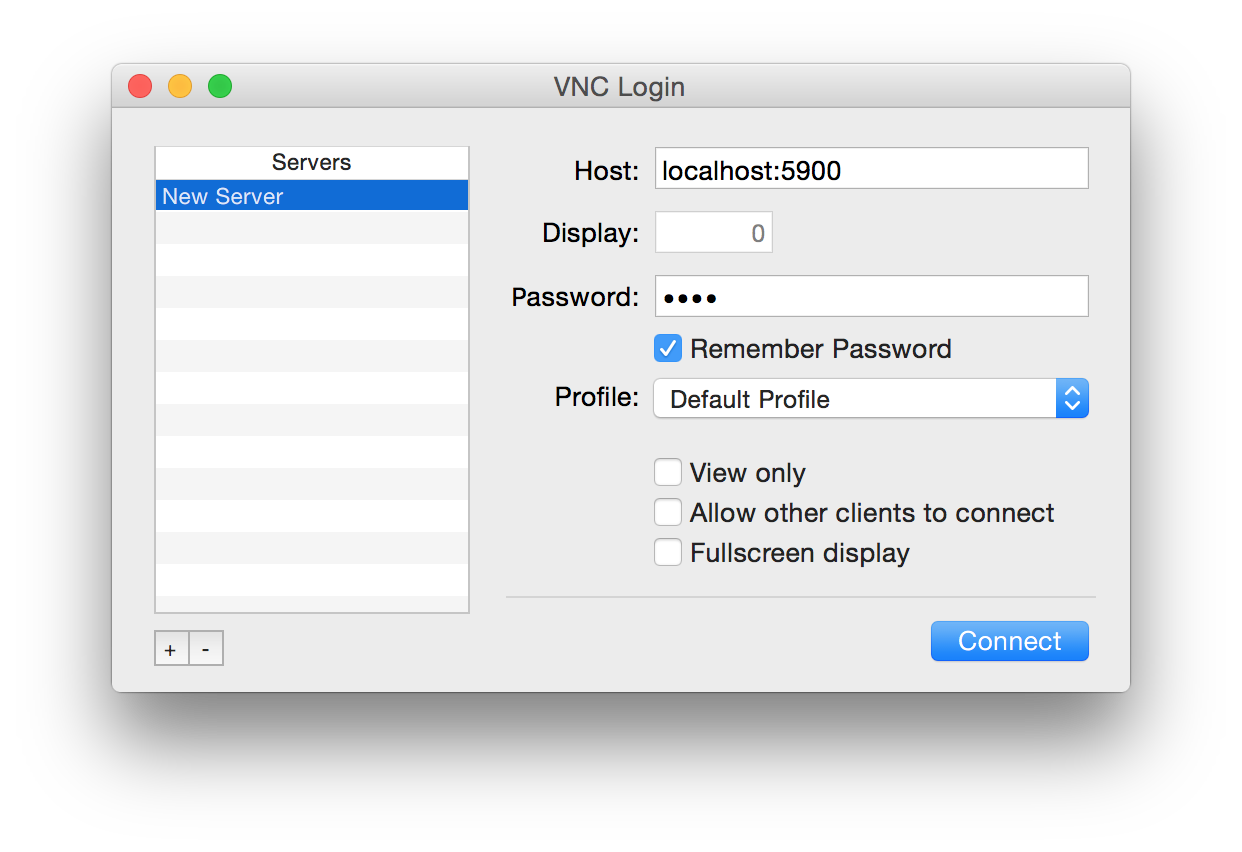 VNC Login
Servers
New Server
+ -
Host: localhost:5900
Display: 0
Password: ••••
Remember Password
Profile: Default Profile
View only
Allow other clients to connect
Fullscreen display
Connect